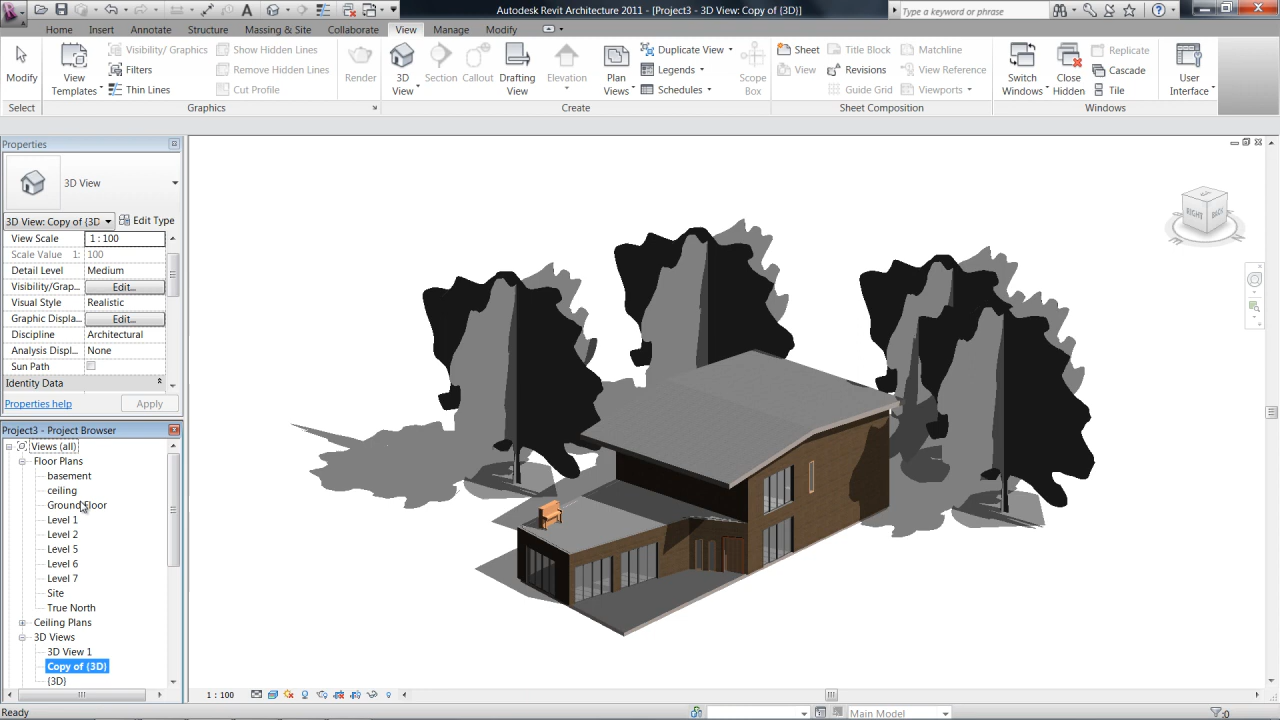 Autodesk Revit Architecture 2011 - [Project3 - 3D View: Copy of {3D}]
Type a keyword or phrase
Home Insert Annotate Structure Massing & Site Collaborate View Manage Modify
Modify
View Templates
Visibility/ Graphics
Filters
Thin Lines
Show Hidden Lines
Remove Hidden Lines
Cut Profile
Render
3D View
Section
Callout
Drafting View
Elevation
Plan Views
Duplicate View
Legends
Schedules
Scope Box
Sheet
View
Title Block
Revisions
Guide Grid
Matchline
View Reference
Viewports
Switch Windows
Close Hidden
Replicate
Cascade
Tile
User Interface
Select Graphics Create Sheet Composition Windows
Properties
3D View
3D View: Copy of {3D Edit Type
View Scale 1 : 100
Scale Value 1: 100
Detail Level Medium
Visibility/Grap... Edit...
Visual Style Realistic
Graphic Displa... Edit...
Discipline Architectural
Analysis Displ... None
Sun Path
Identity Data
Properties help Apply
Project3 - Project Browser
Views (all)
Floor Plans
basement
ceiling
Ground Floor
Level 1
Level 2
Level 5
Level 6
Level 7
Site
True North
Ceiling Plans
3D Views
3D View 1
Copy of {3D}
{3D}
RIGHT BACK
1 : 100
Ready
Main Model
:0